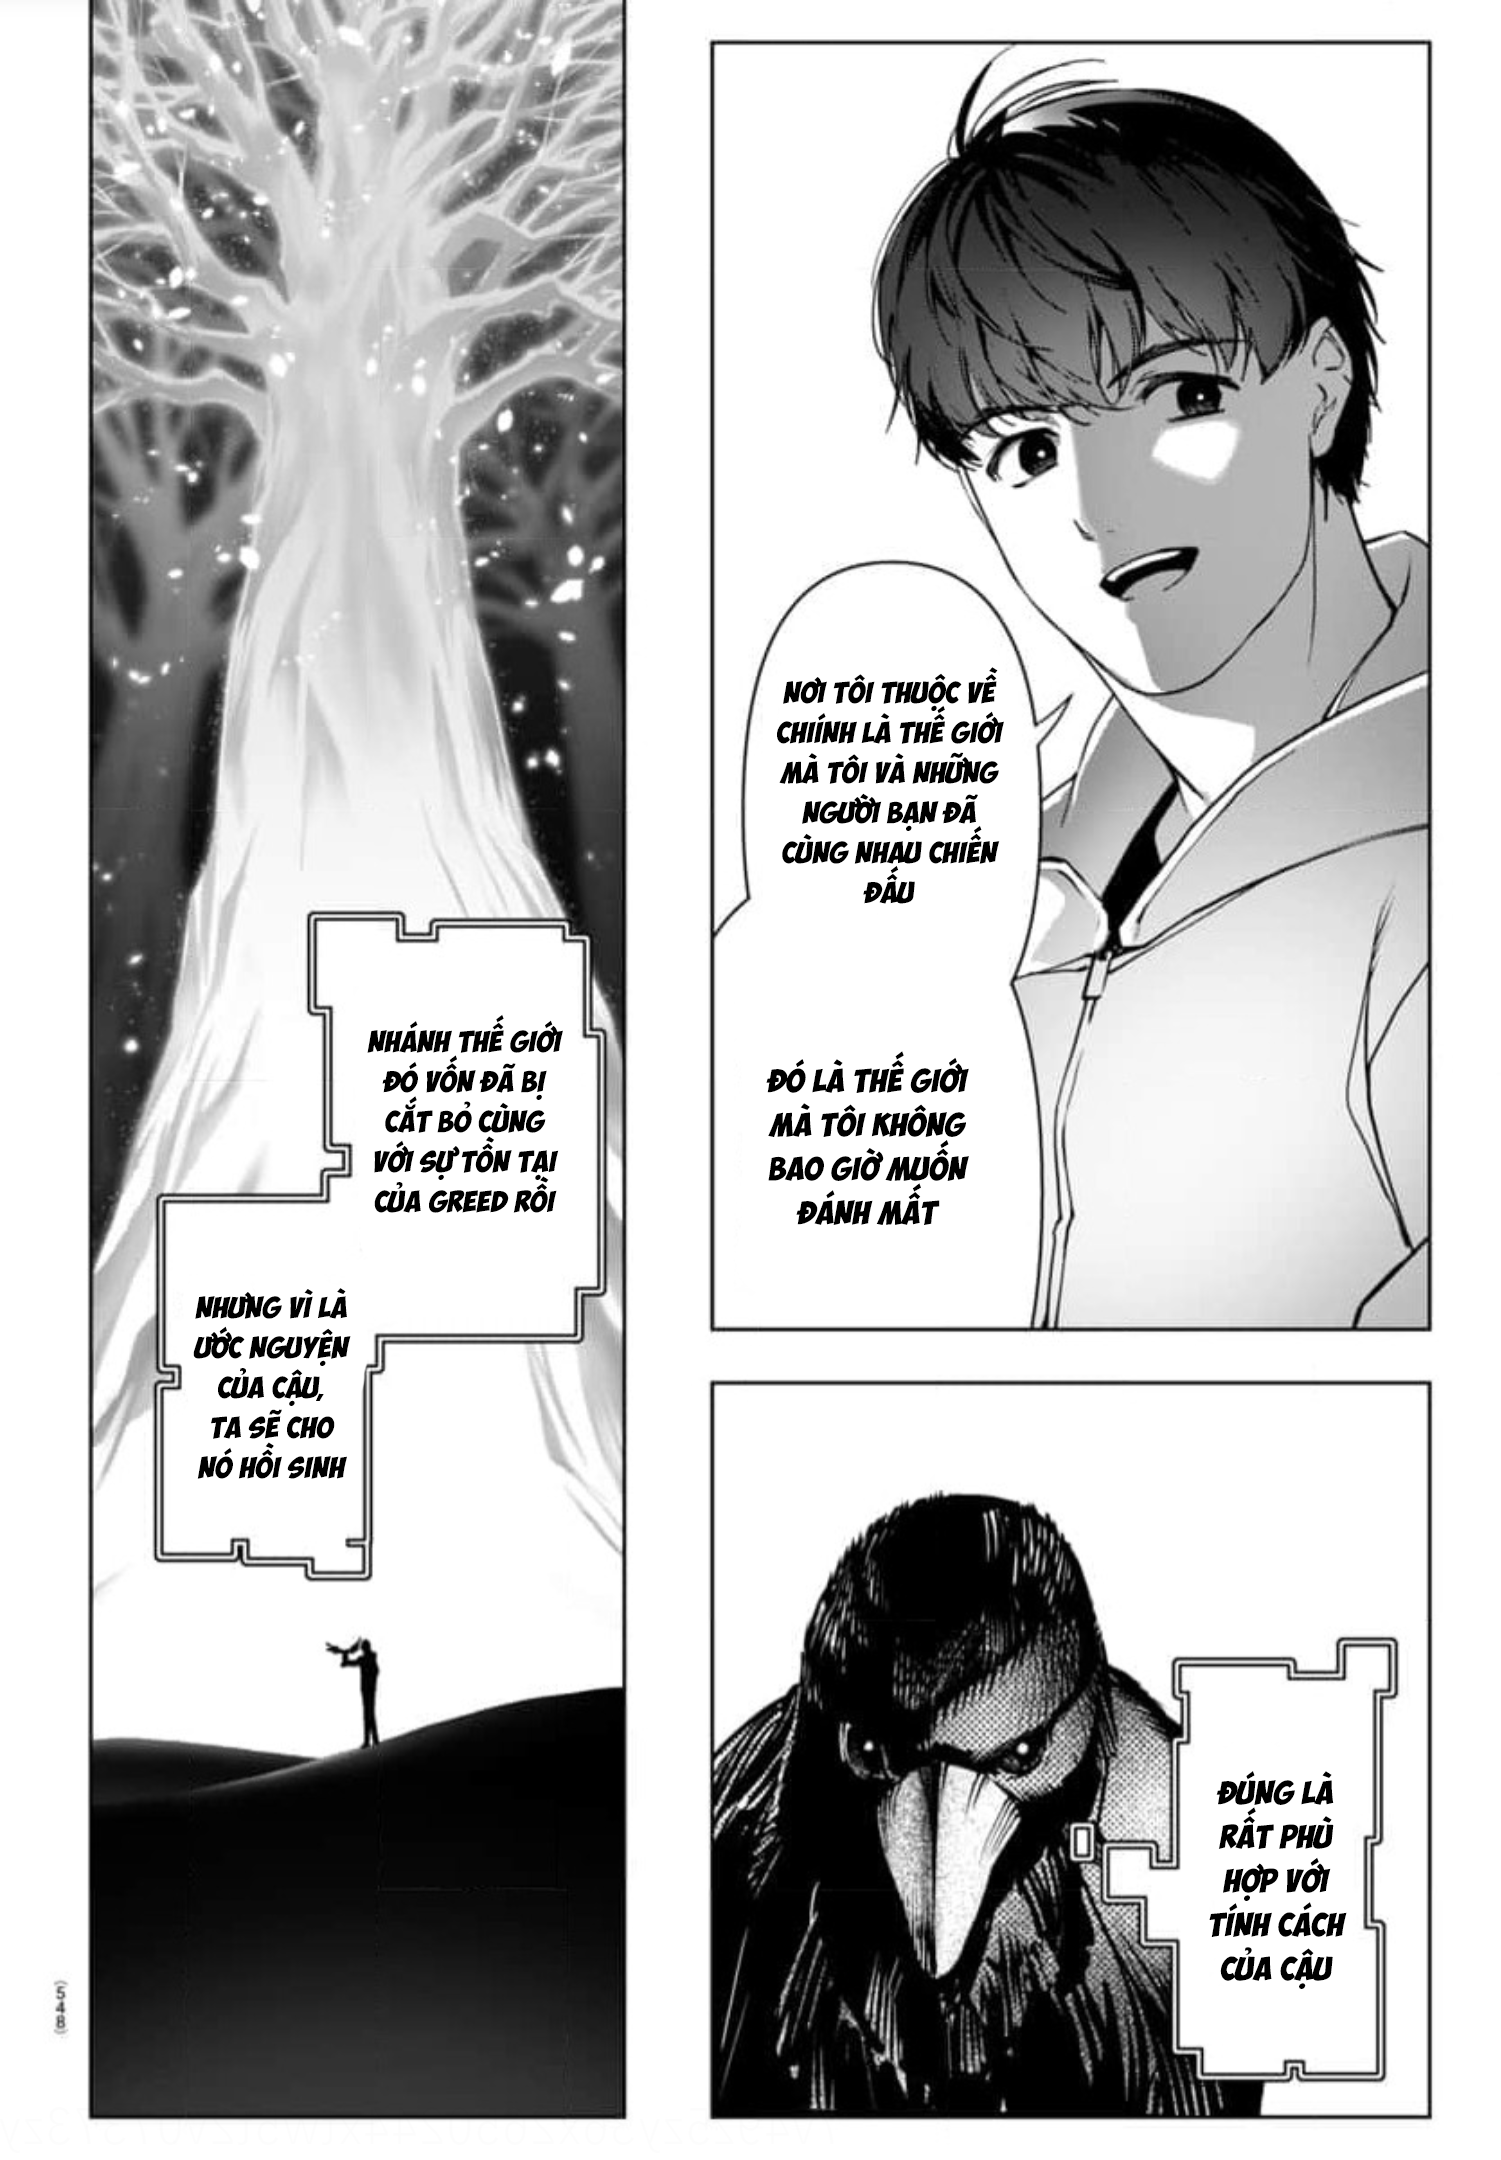 NƠI TÔI THUỘC VỀ
CHIÍNH LÀ THẾ GIỚI
MÀ TÔI VÀ NHỮNG
NGƯỜI BẠN ĐÃ
CÙNG NHAU CHIẾN
ĐẤU
ĐÓ LÀ THẾ GIỚI
MÀ TÔI KHÔNG
BAO GIỜ MUỐN
ĐÁNH MẤT
ĐÚNG LÀ
RẤT PHÙ
HỢP VỚI
TÍNH CÁCH
CỦA CẬU
NHÁNH THẾ GIỚI
ĐÓ VỐN ĐÃ BỊ
CẮT BỎ CÙNG
VỚI SỰ TỒN TẠI
CỦA GREED RỒI
NHƯNG VÌ LÀ
ƯỚC NGUYỆN
CỦA CẬU,
TA SẼ CHO
NÓ HỒI SINH
(548)